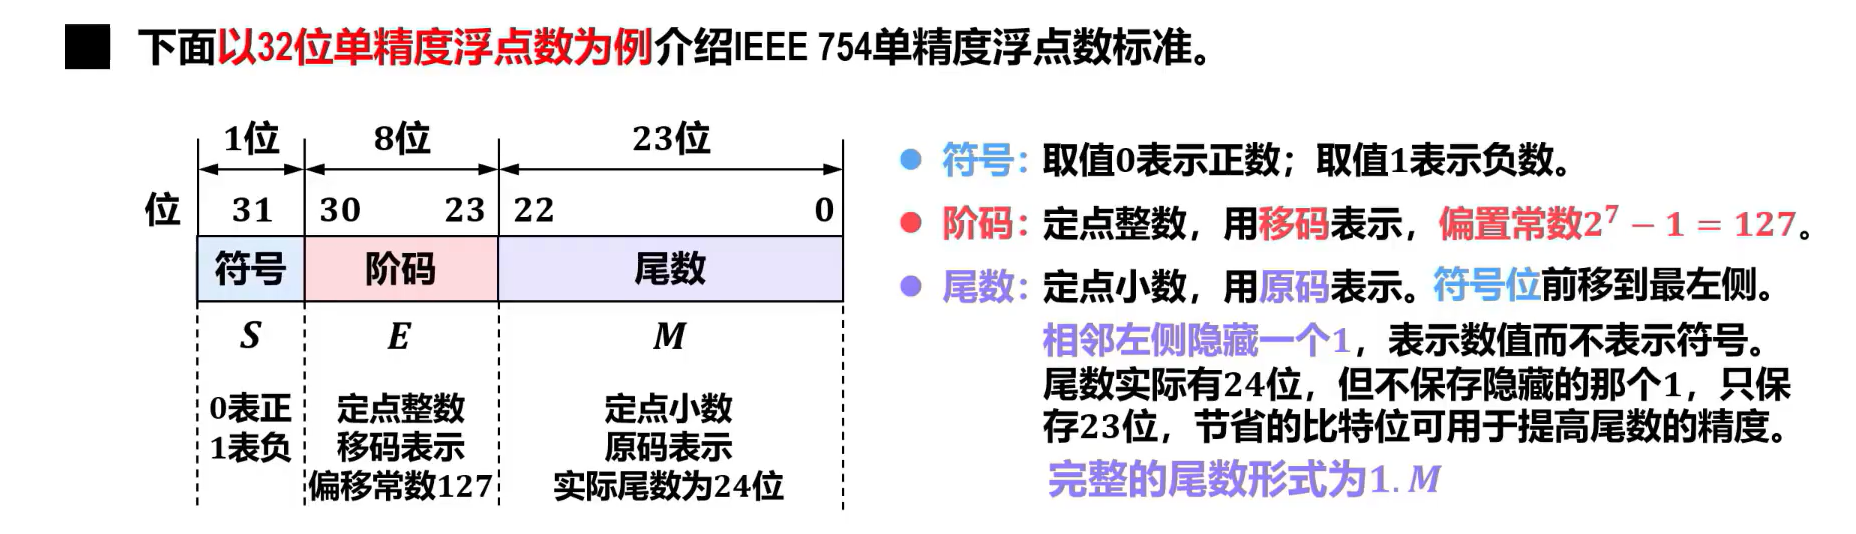 下面以32位单精度浮点数为例介绍IEEE 754单精度浮点数标准。
1位 8位 23位
位 31 30 23 22 0
符号 阶码 尾数
S E M
0表正 定点整数 定点小数
1表负 移码表示 原码表示
偏移常数127 实际尾数为24位
符号：取值0表示正数；取值1表示负数。
阶码：定点整数，用移码表示，偏置常数2⁷ − 1 = 127。
尾数：定点小数，用原码表示。符号位前移到最左侧。
相邻左侧隐藏一个1，表示数值而不表示符号。
尾数实际有24位，但不保存隐藏的那个1，只保
存23位，节省的比特位可用于提高尾数的精度。
完整的尾数形式为1. M